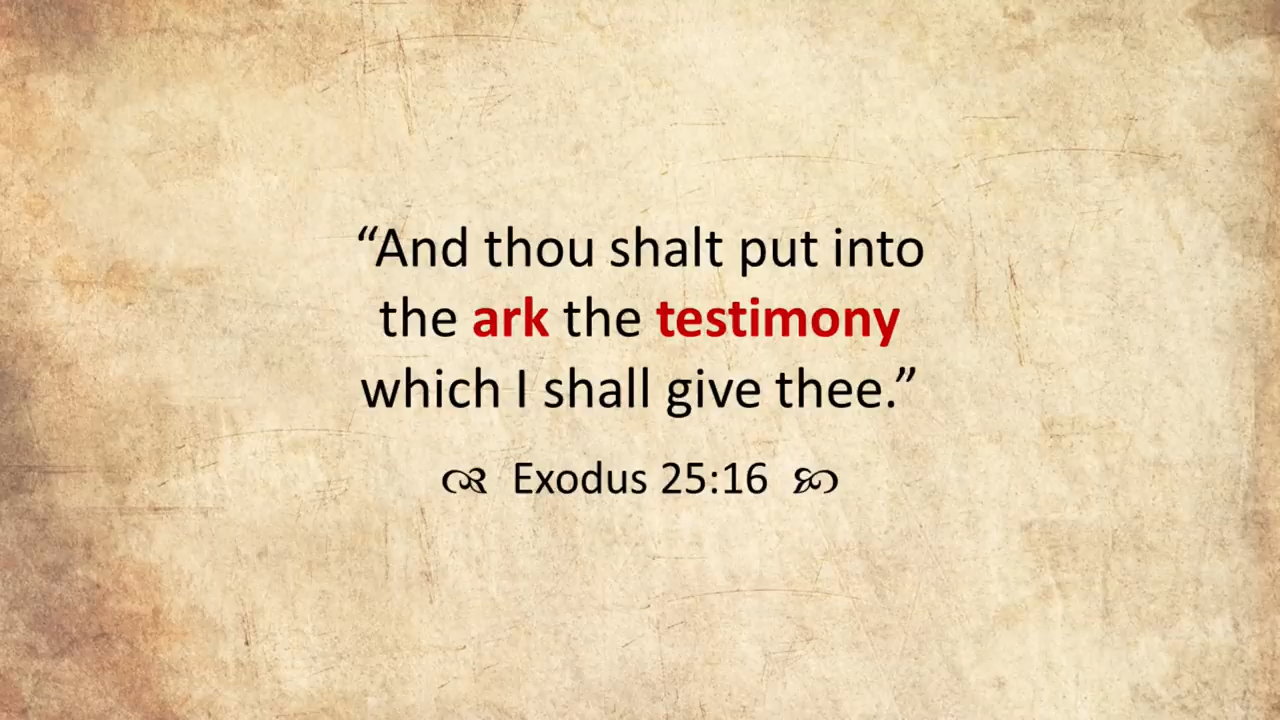 “And thou shalt put into
the ark the testimony
which I shall give thee.”
Exodus 25:16